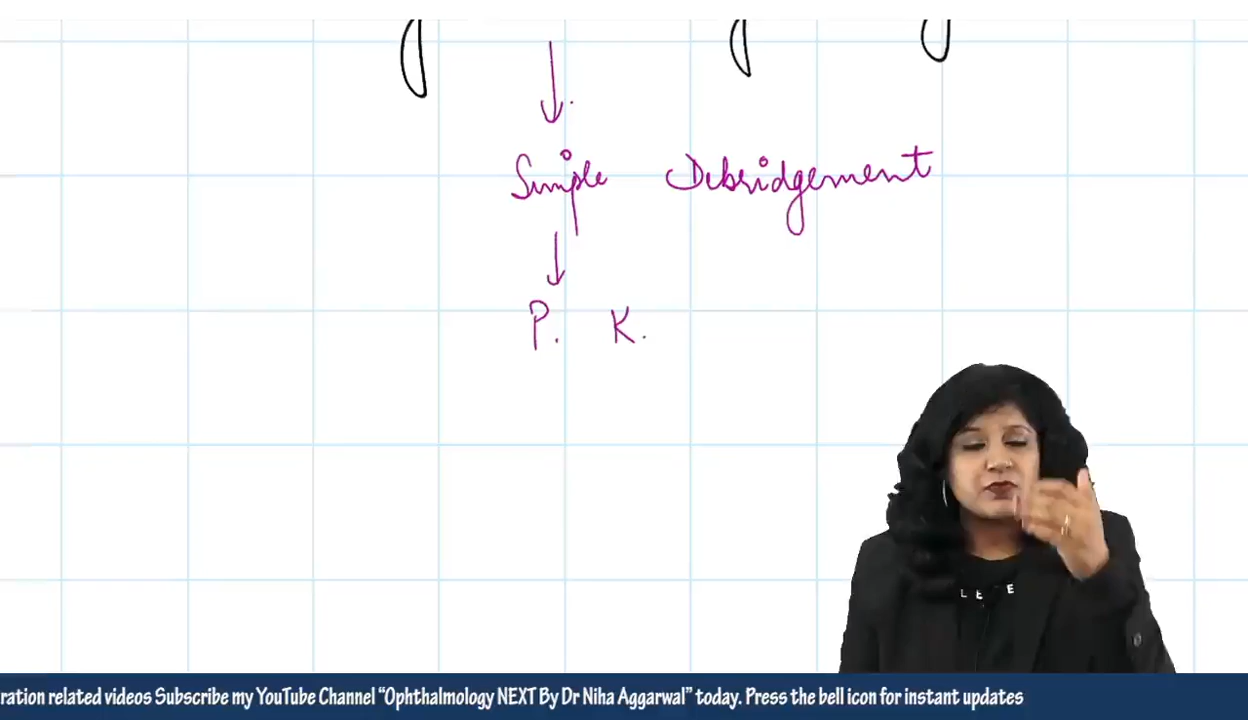 Simple Debridgement
P. K.
ration related videos Subscribe my YouTube Channel “Ophthalmology NEXT By Dr Niha Aggarwal” today. Press the bell icon for instant updates